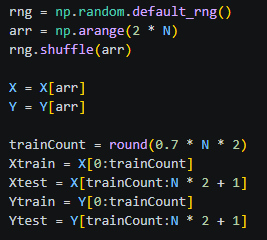 rng = np.random.default_rng()
arr = np.arange(2 * N)
rng.shuffle(arr)

X = X[arr]
Y = Y[arr]

trainCount = round(0.7 * N * 2)
Xtrain = X[0:trainCount]
Xtest = X[trainCount:N * 2 + 1]
Ytrain = Y[0:trainCount]
Ytest = Y[trainCount:N * 2 + 1]